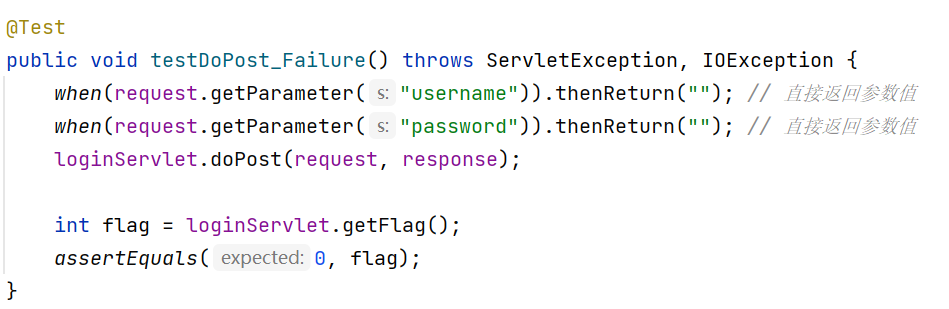 @Test
public void testDoPost_Failure() throws ServletException, IOException {
    when(request.getParameter( s: "username")).thenReturn(""); // 直接返回参数值
    when(request.getParameter( s: "password")).thenReturn(""); // 直接返回参数值
    loginServlet.doPost(request, response);
    int flag = loginServlet.getFlag();
    assertEquals( expected: 0, flag);
}